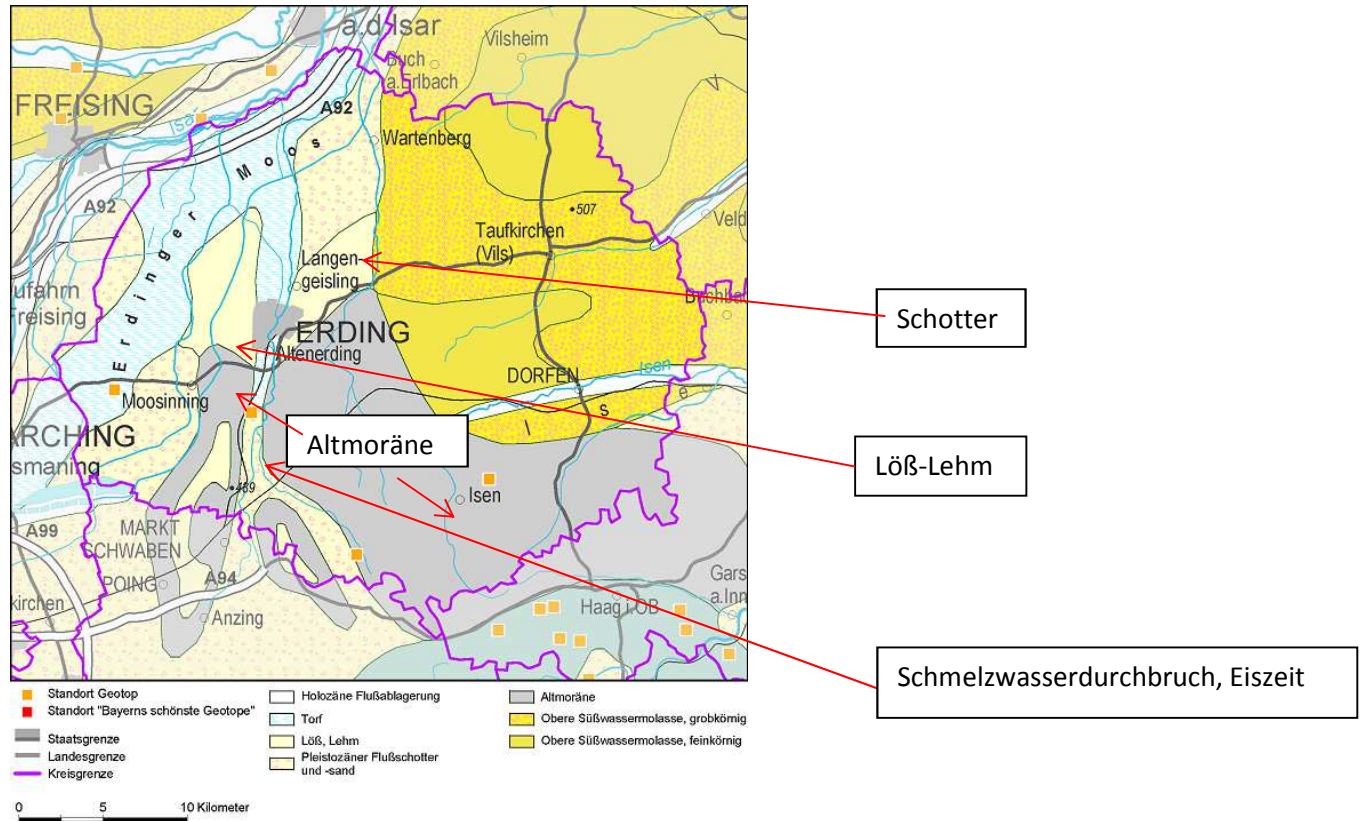 a.d.Isar
Vilsheim
Buch
a.Erlbach
V
FREISING
A92
Isar
Wartenberg
Erdinger Moos
A92
•507
Veld
Taufkirchen
(Vils)
Langen-
geisling
ufahrn
Freising
Buchbac
Schotter
ERDING
Altenerding
Isen
DORFEN
Moosinning
I s e
ARCHING
smaning
Altmoräne
Löß-Lehm
•489
Isen
A99
MARKT
SCHWABEN
POING
A94
Gars
a.Inn
kirchen
Anzing
Haag i.OB
Schmelzwasserdurchbruch, Eiszeit
Standort Geotop
Standort "Bayerns schönste Geotope"
Staatsgrenze
Landesgrenze
Kreisgrenze
Holozäne Flußablagerung
Torf
Löß, Lehm
Pleistozäner Flußschotter
und -sand
Altmoräne
Obere Süßwassermolasse, grobkörnig
Obere Süßwassermolasse, feinkörnig
0 5 10 Kilometer